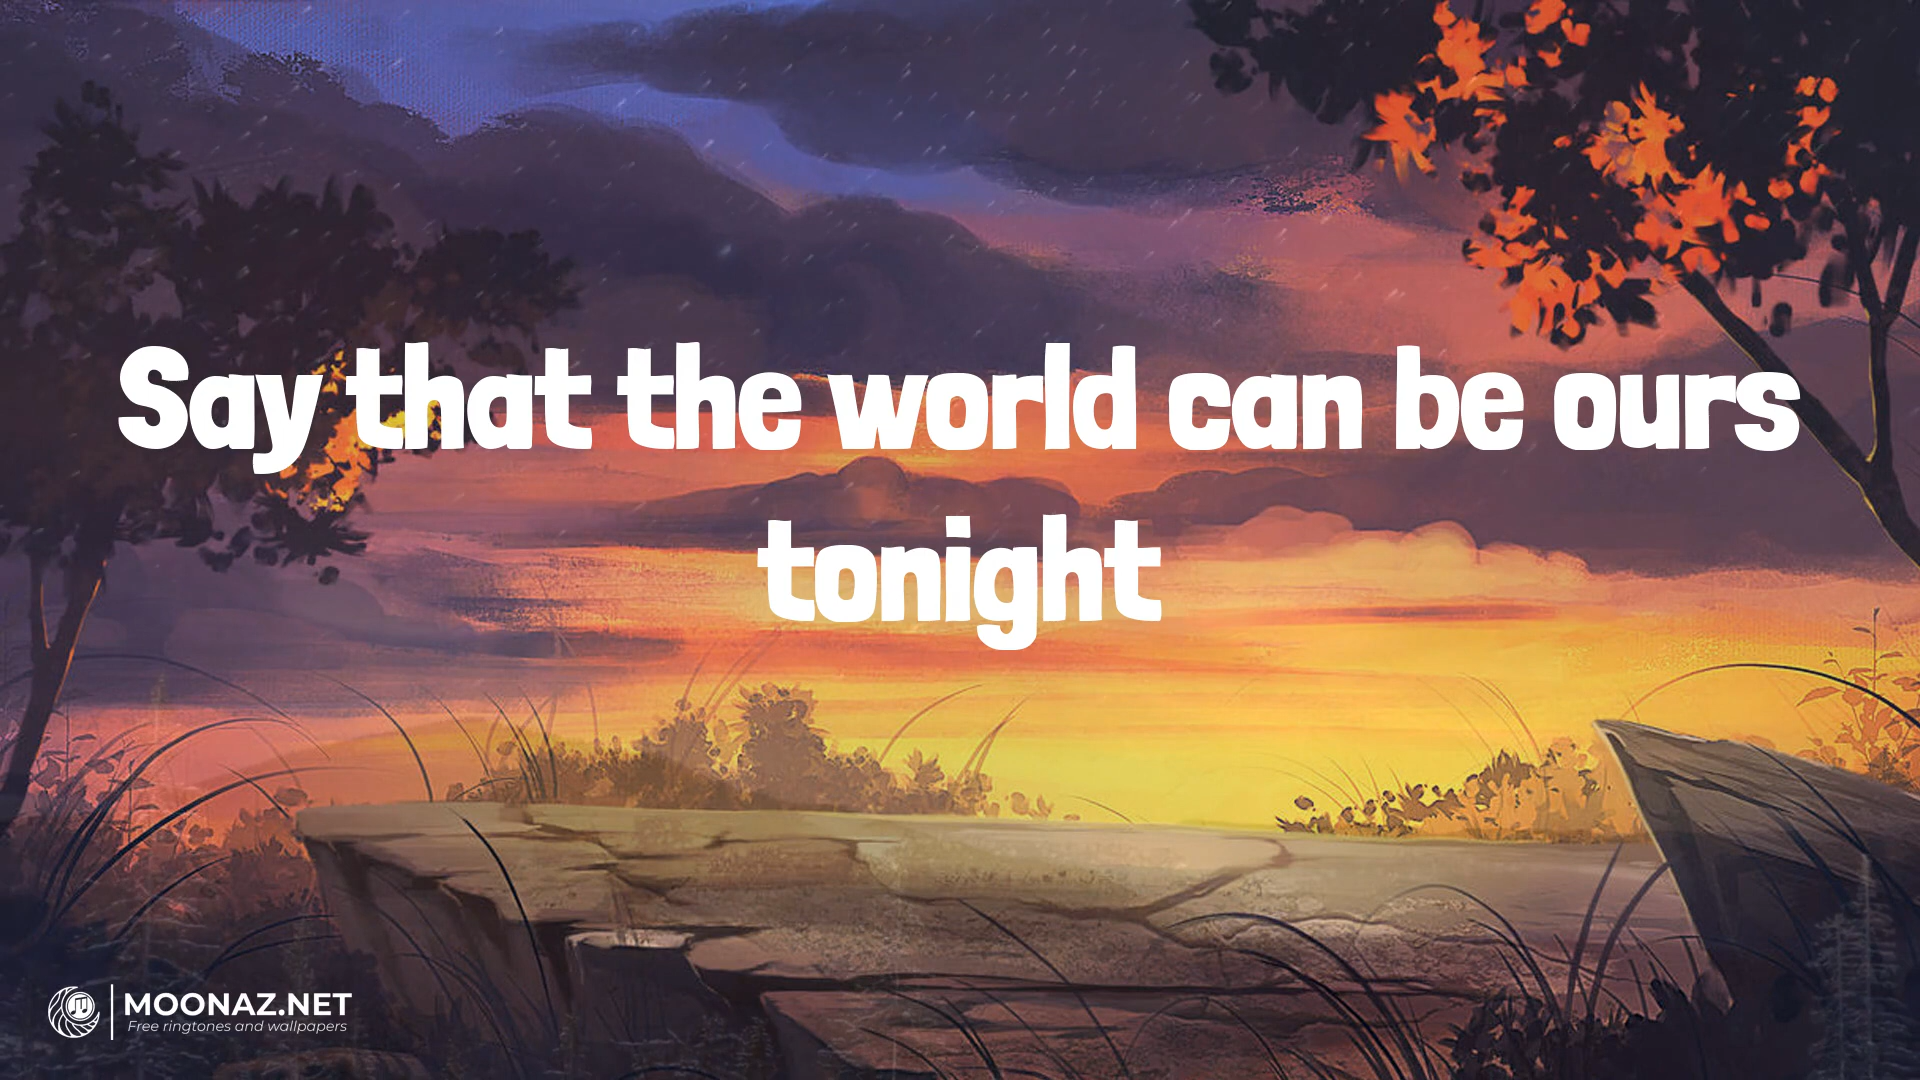 Say that the world can be ours
tonight
MOONAZ.NET
Free ringtones and wallpapers